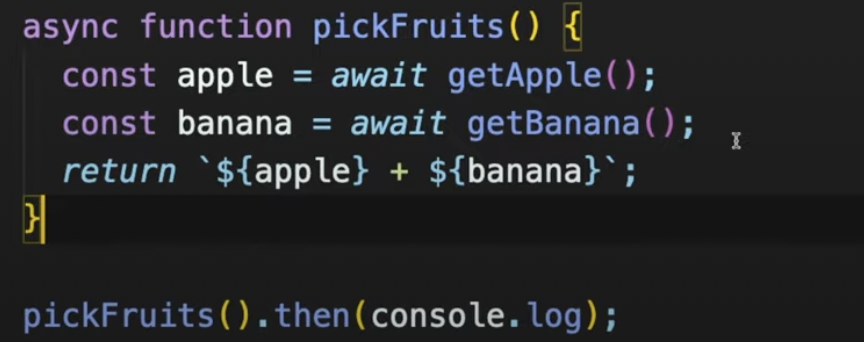 async function pickFruits() {
  const apple = await getApple();
  const banana = await getBanana();
  return `${apple} + ${banana}`;
}
pickFruits().then(console.log);